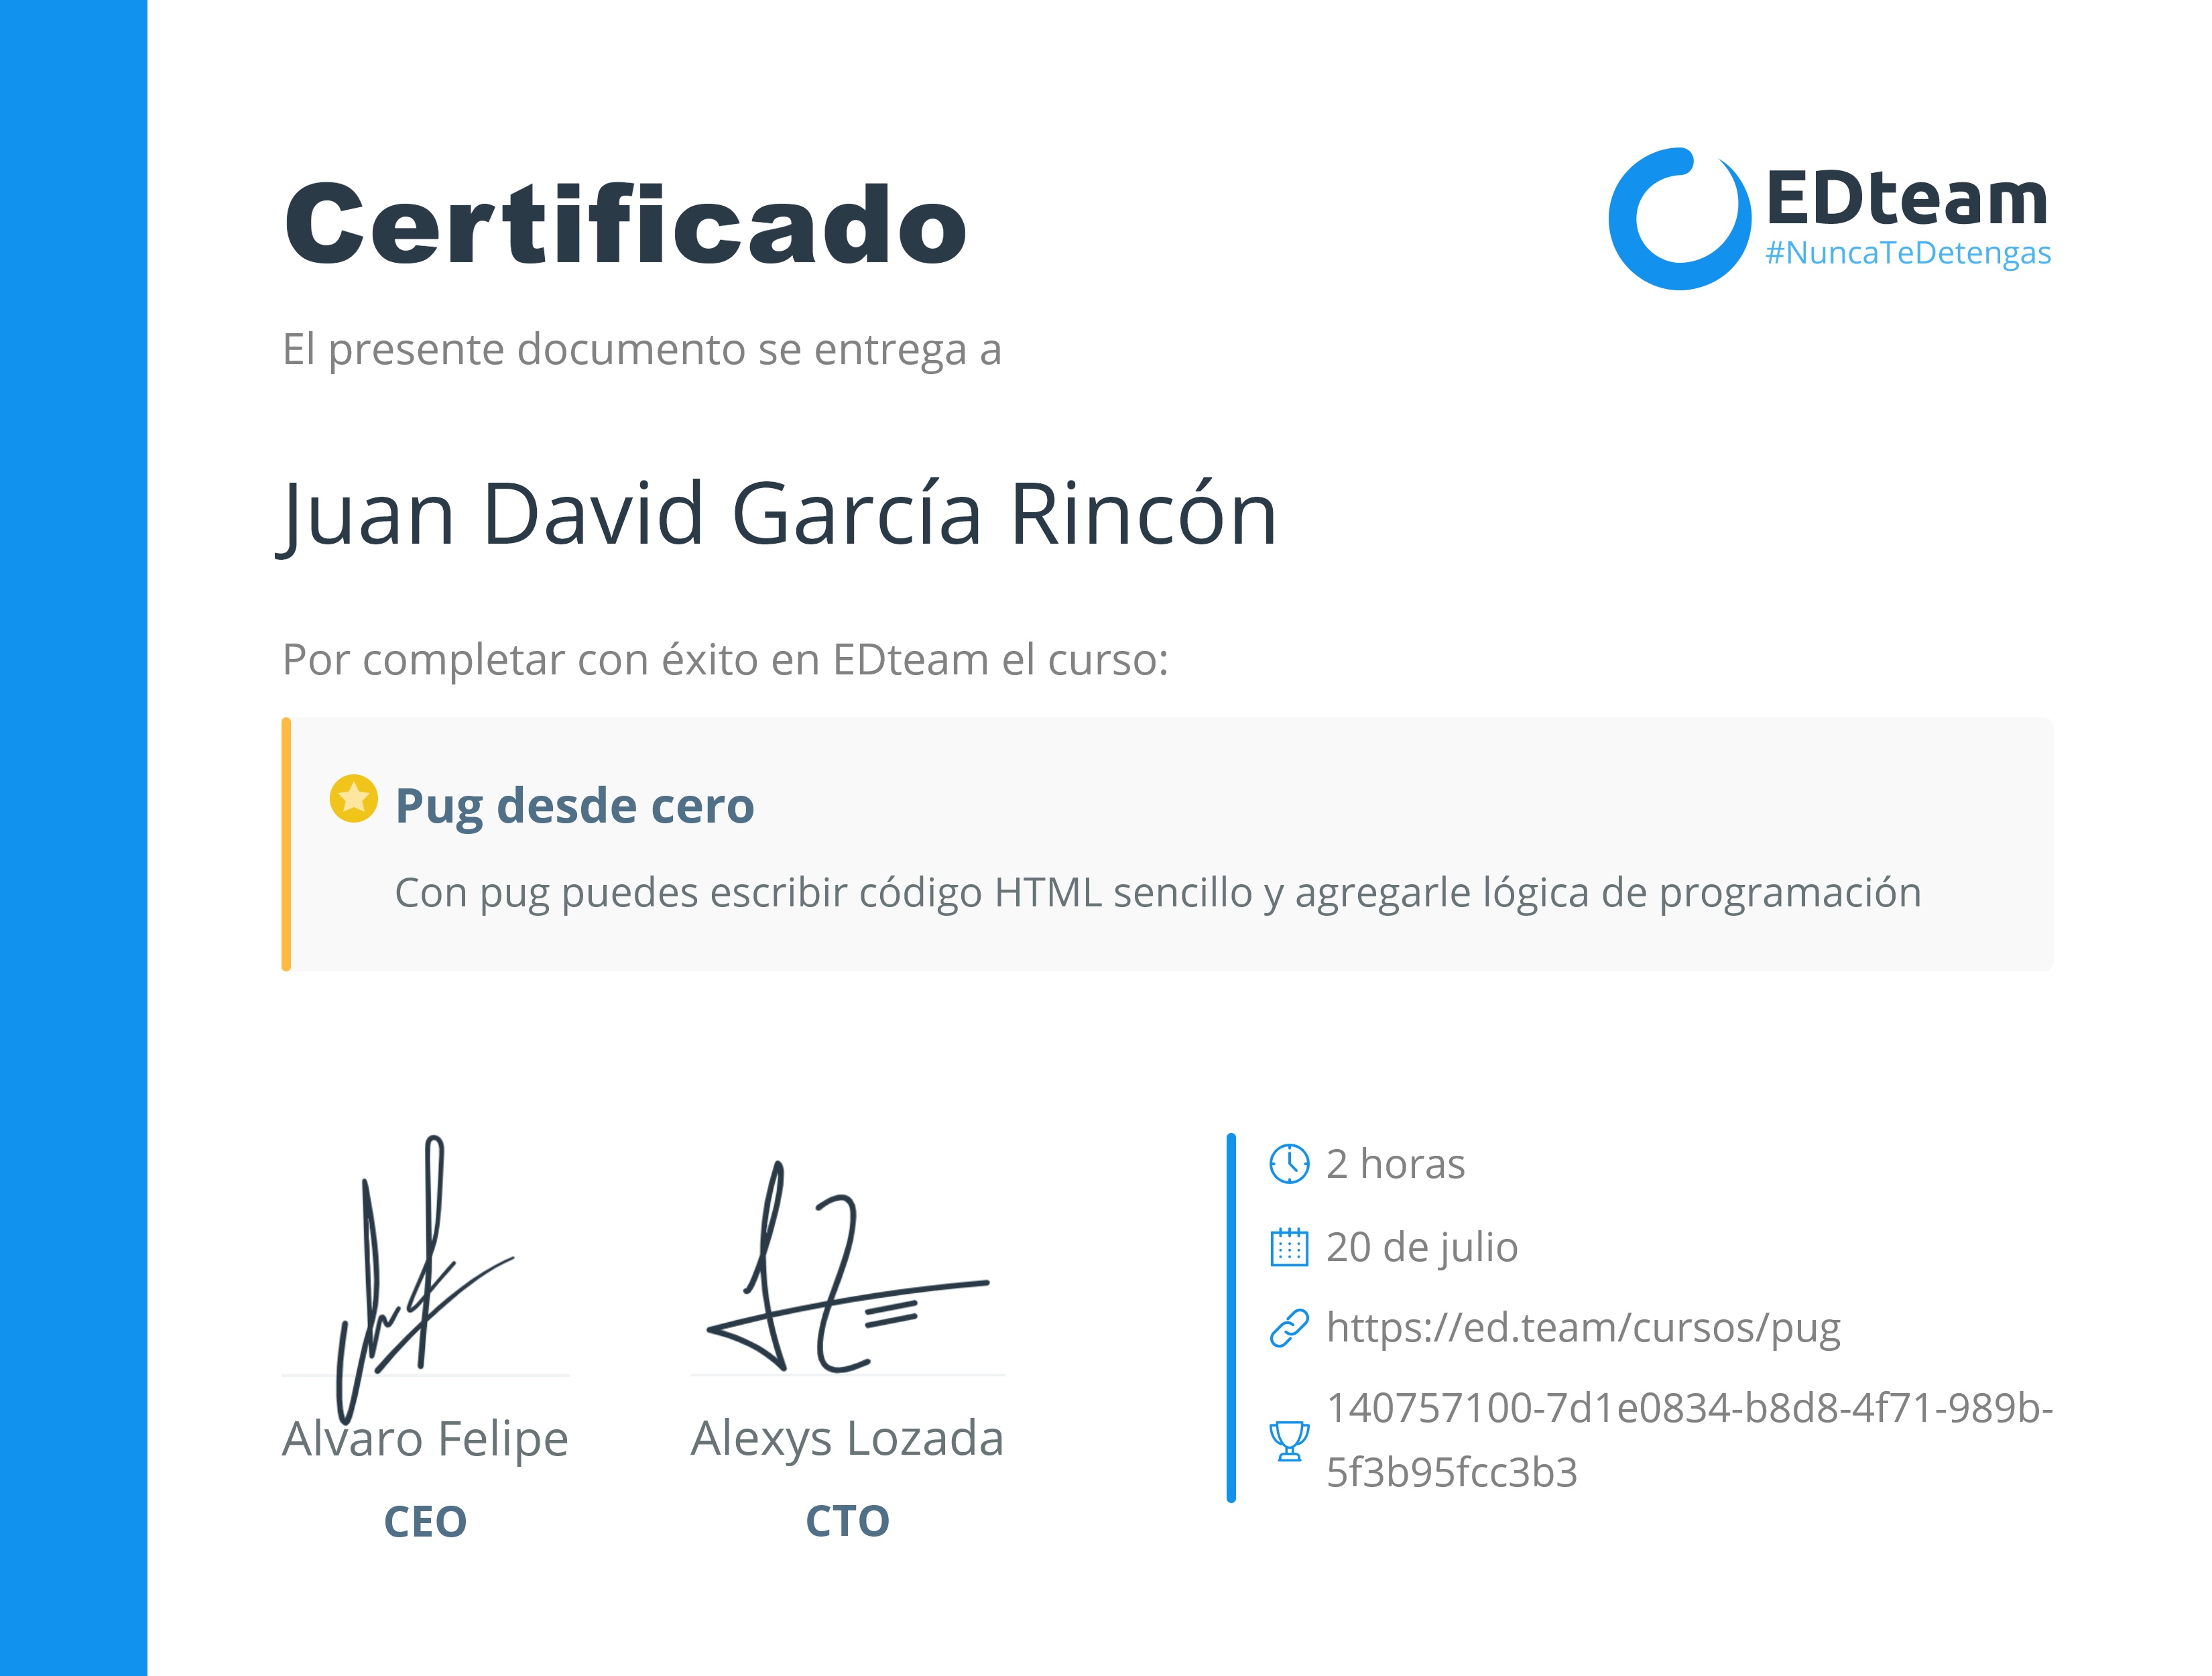 Certificado
EDteam
#NuncaTeDetengas
El presente documento se entrega a
Juan David García Rincón
Por completar con éxito en EDteam el curso:
Pug desde cero
Con pug puedes escribir código HTML sencillo y agregarle lógica de programación
Alvaro Felipe
CEO
Alexys Lozada
CTO
2 horas
20 de julio
https://ed.team/cursos/pug
140757100-7d1e0834-b8d8-4f71-989b-
5f3b95fcc3b3